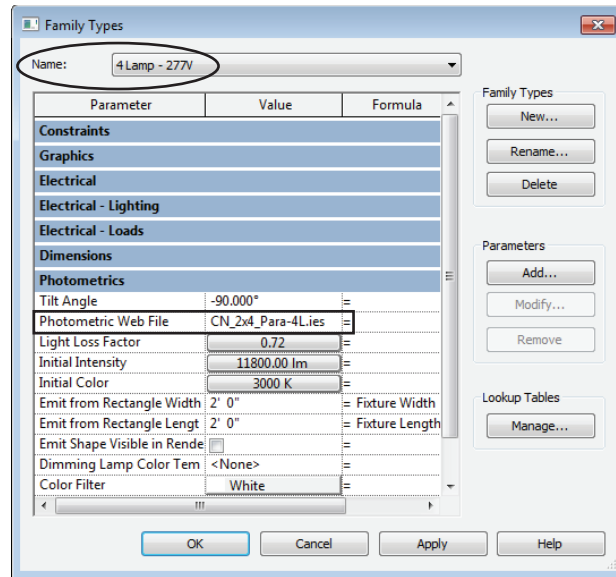 Family Types
Name: 4 Lamp - 277V
Parameter Value Formula
Constraints
Graphics
Electrical
Electrical - Lighting
Electrical - Loads
Dimensions
Photometrics
Tilt Angle -90.000° =
Photometric Web File CN_2x4_Para-4L.ies =
Light Loss Factor 0.72 =
Initial Intensity 11800.00 lm =
Initial Color 3000 K =
Emit from Rectangle Width 2' 0" = Fixture Width
Emit from Rectangle Lengt 2' 0" = Fixture Length
Emit Shape Visible in Rende =
Dimming Lamp Color Tem <None> =
Color Filter White =
Family Types
New...
Rename...
Delete
Parameters
Add...
Modify...
Remove
Lookup Tables
Manage...
OK Cancel Apply Help